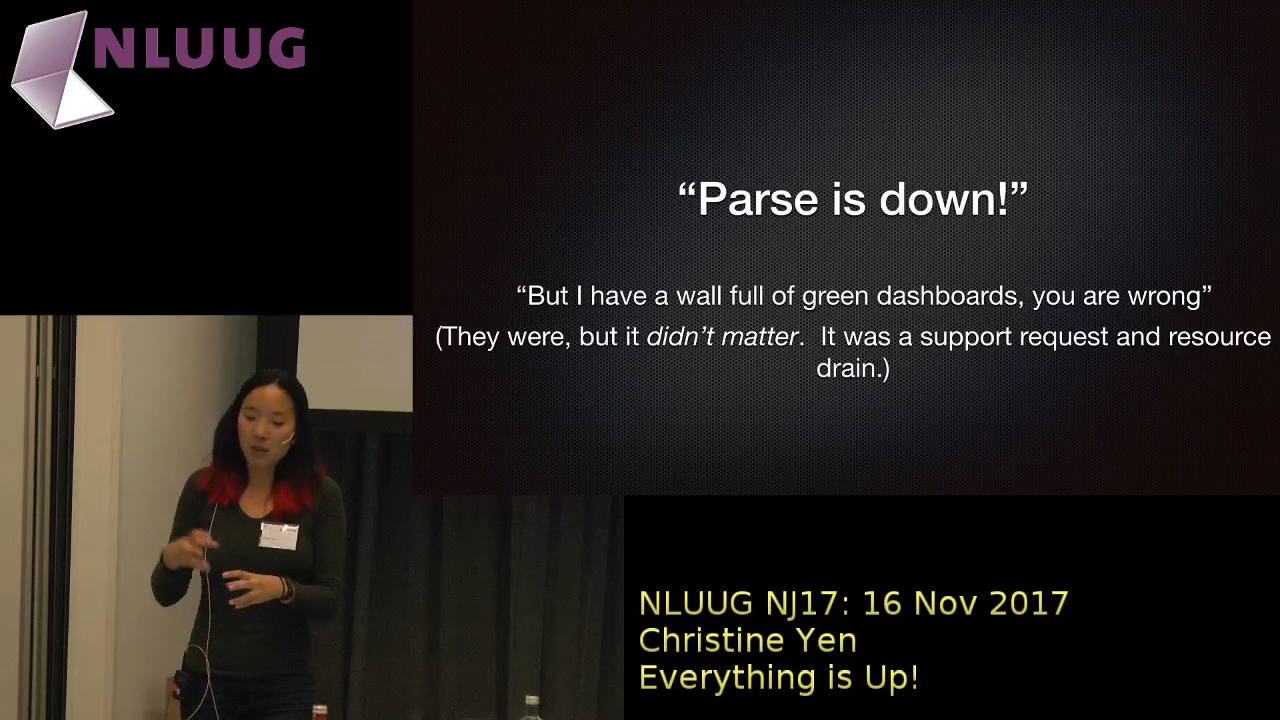 NLUUG
“Parse is down!”
“But I have a wall full of green dashboards, you are wrong”
(They were, but it didn’t matter.  It was a support request and resource
drain.)
NLUUG NJ17: 16 Nov 2017
Christine Yen
Everything is Up!